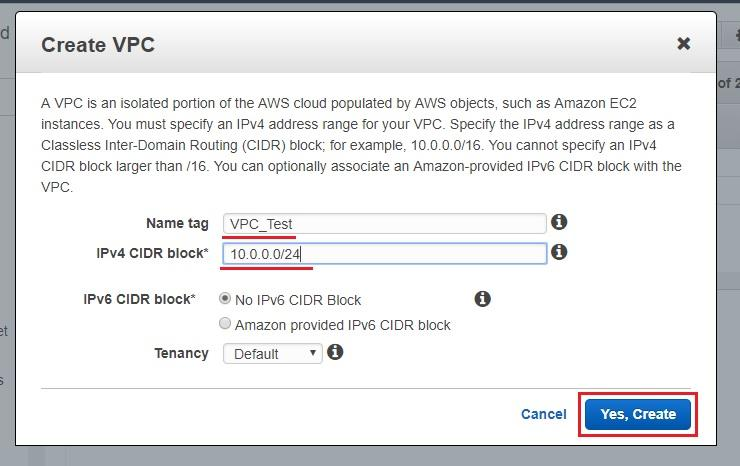 d
Create VPC
of 2
A VPC is an isolated portion of the AWS cloud populated by AWS objects, such as Amazon EC2
instances. You must specify an IPv4 address range for your VPC. Specify the IPv4 address range as a
Classless Inter-Domain Routing (CIDR) block; for example, 10.0.0.0/16. You cannot specify an IPv4
CIDR block larger than /16. You can optionally associate an Amazon-provided IPv6 CIDR block with the
VPC.
Name tag VPC_Test
IPv4 CIDR block* 10.0.0.0/24
IPv6 CIDR block* No IPv6 CIDR Block
Amazon provided IPv6 CIDR block
et
Tenancy Default
s
Cancel Yes, Create